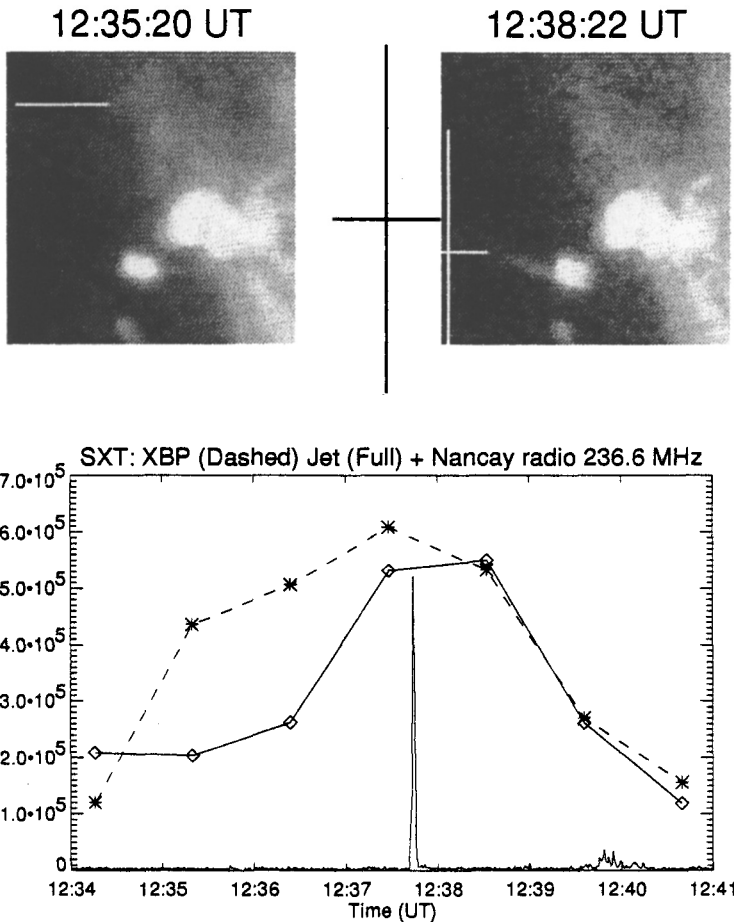 12:35:20 UT
12:38:22 UT
SXT: XBP (Dashed) Jet (Full) + Nancay radio 236.6 MHz
7.0•10⁵
6.0•10⁵
5.0•10⁵
4.0•10⁵
3.0•10⁵
2.0•10⁵
1.0•10⁵
0
12:34 12:35 12:36 12:37 12:38 12:39 12:40 12:41
Time (UT)